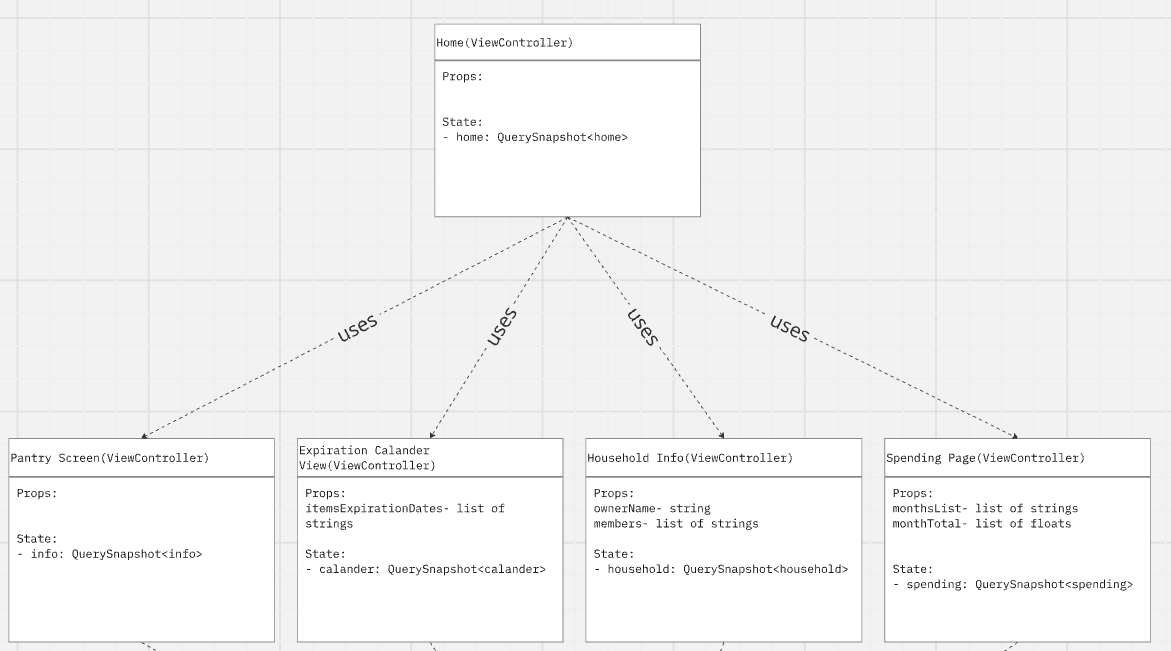 Home(ViewController)
Props:
State:
- home: QuerySnapshot<home>
uses
uses
uses
uses
Pantry Screen(ViewController)
Props:
State:
- info: QuerySnapshot<info>
Expiration Calander
View(ViewController)
Props:
itemsExpirationDates- list of
strings
State:
- calander: QuerySnapshot<calander>
Household Info(ViewController)
Props:
ownerName- string
members- list of strings
State:
- household: QuerySnapshot<household>
Spending Page(ViewController)
Props:
monthsList- list of strings
monthTotal- list of floats
State:
- spending: QuerySnapshot<spending>